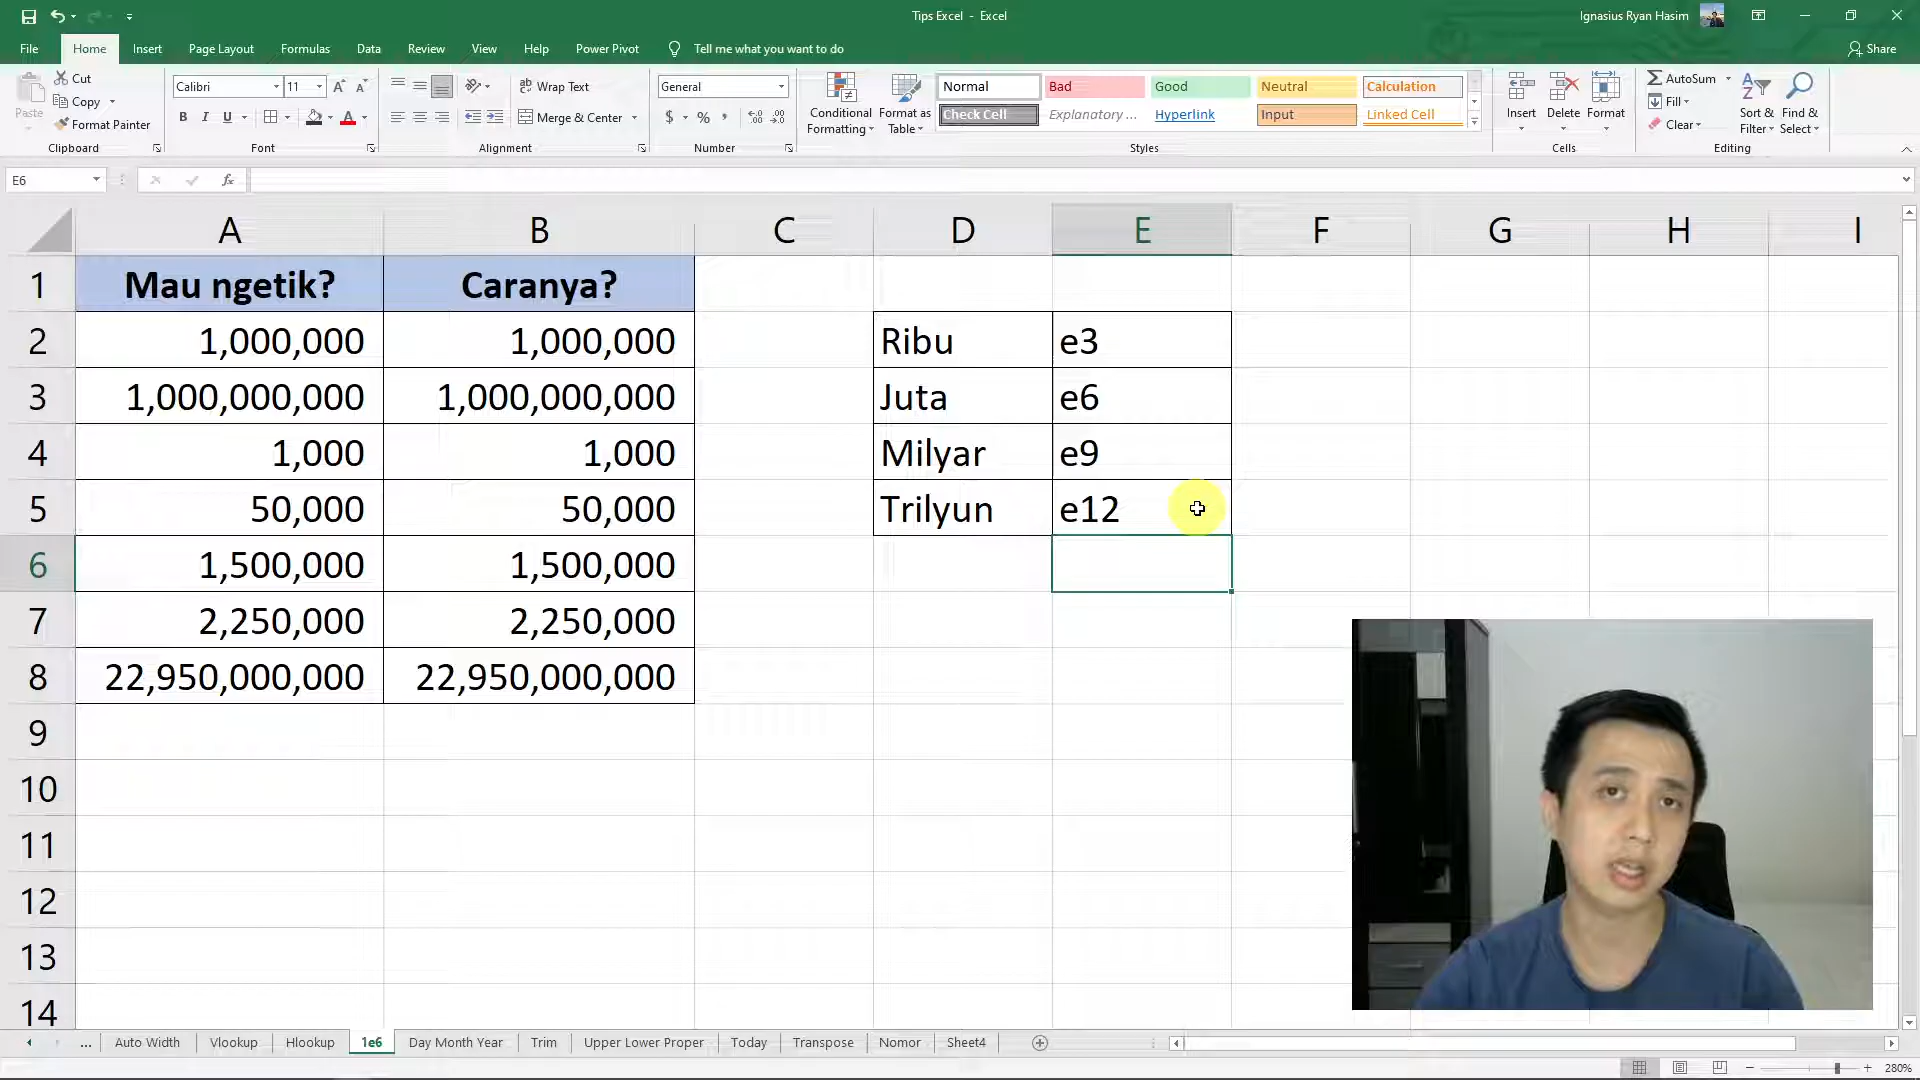 Tips Excel - Excel
Ignasius Ryan Hasim
File Home Insert Page Layout Formulas Data Review View Help Power Pivot Tell me what you want to do Share
Paste
Cut
Copy
Format Painter
Clipboard
Calibri 11
B I U
Font
Wrap Text
Merge & Center
Alignment
General
$ % ,
Number
Conditional Formatting
Format as Table
Normal Bad Good Neutral Calculation
Check Cell Explanatory ... Hyperlink Input Linked Cell
Styles
Insert Delete Format
Cells
AutoSum
Fill
Clear
Sort & Filter
Find & Select
Editing
E6 fx
A B C D E F G H I
1 Mau ngetik? Caranya?
2 1,000,000 1,000,000 Ribu e3
3 1,000,000,000 1,000,000,000 Juta e6
4 1,000 1,000 Milyar e9
5 50,000 50,000 Trilyun e12
6 1,500,000 1,500,000
7 2,250,000 2,250,000
8 22,950,000,000 22,950,000,000
9
10
11
12
13
14
... Auto Width Vlookup Hlookup 1e6 Day Month Year Trim Upper Lower Proper Today Transpose Nomor Sheet4
280%